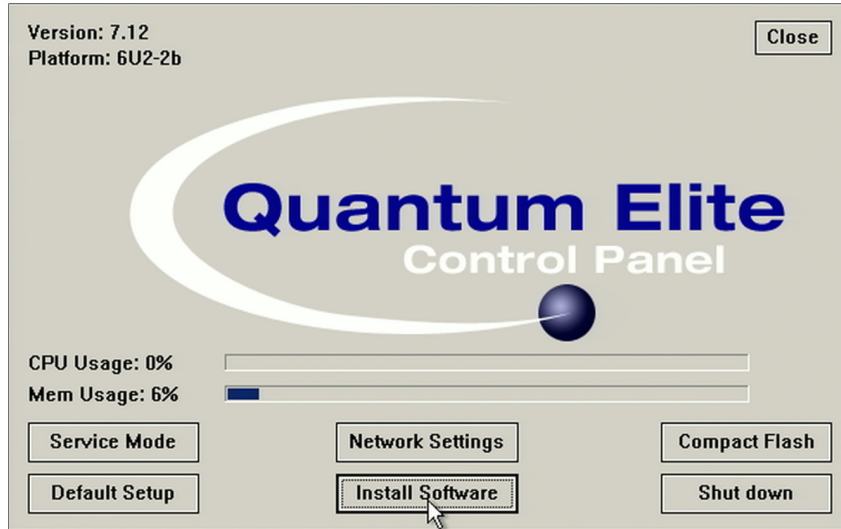 Version: 7.12
Platform: 6U2-2b
Close
Quantum Elite
Control Panel
CPU Usage: 0%
Mem Usage: 6%
Service Mode
Network Settings
Compact Flash
Default Setup
Install Software
Shut down